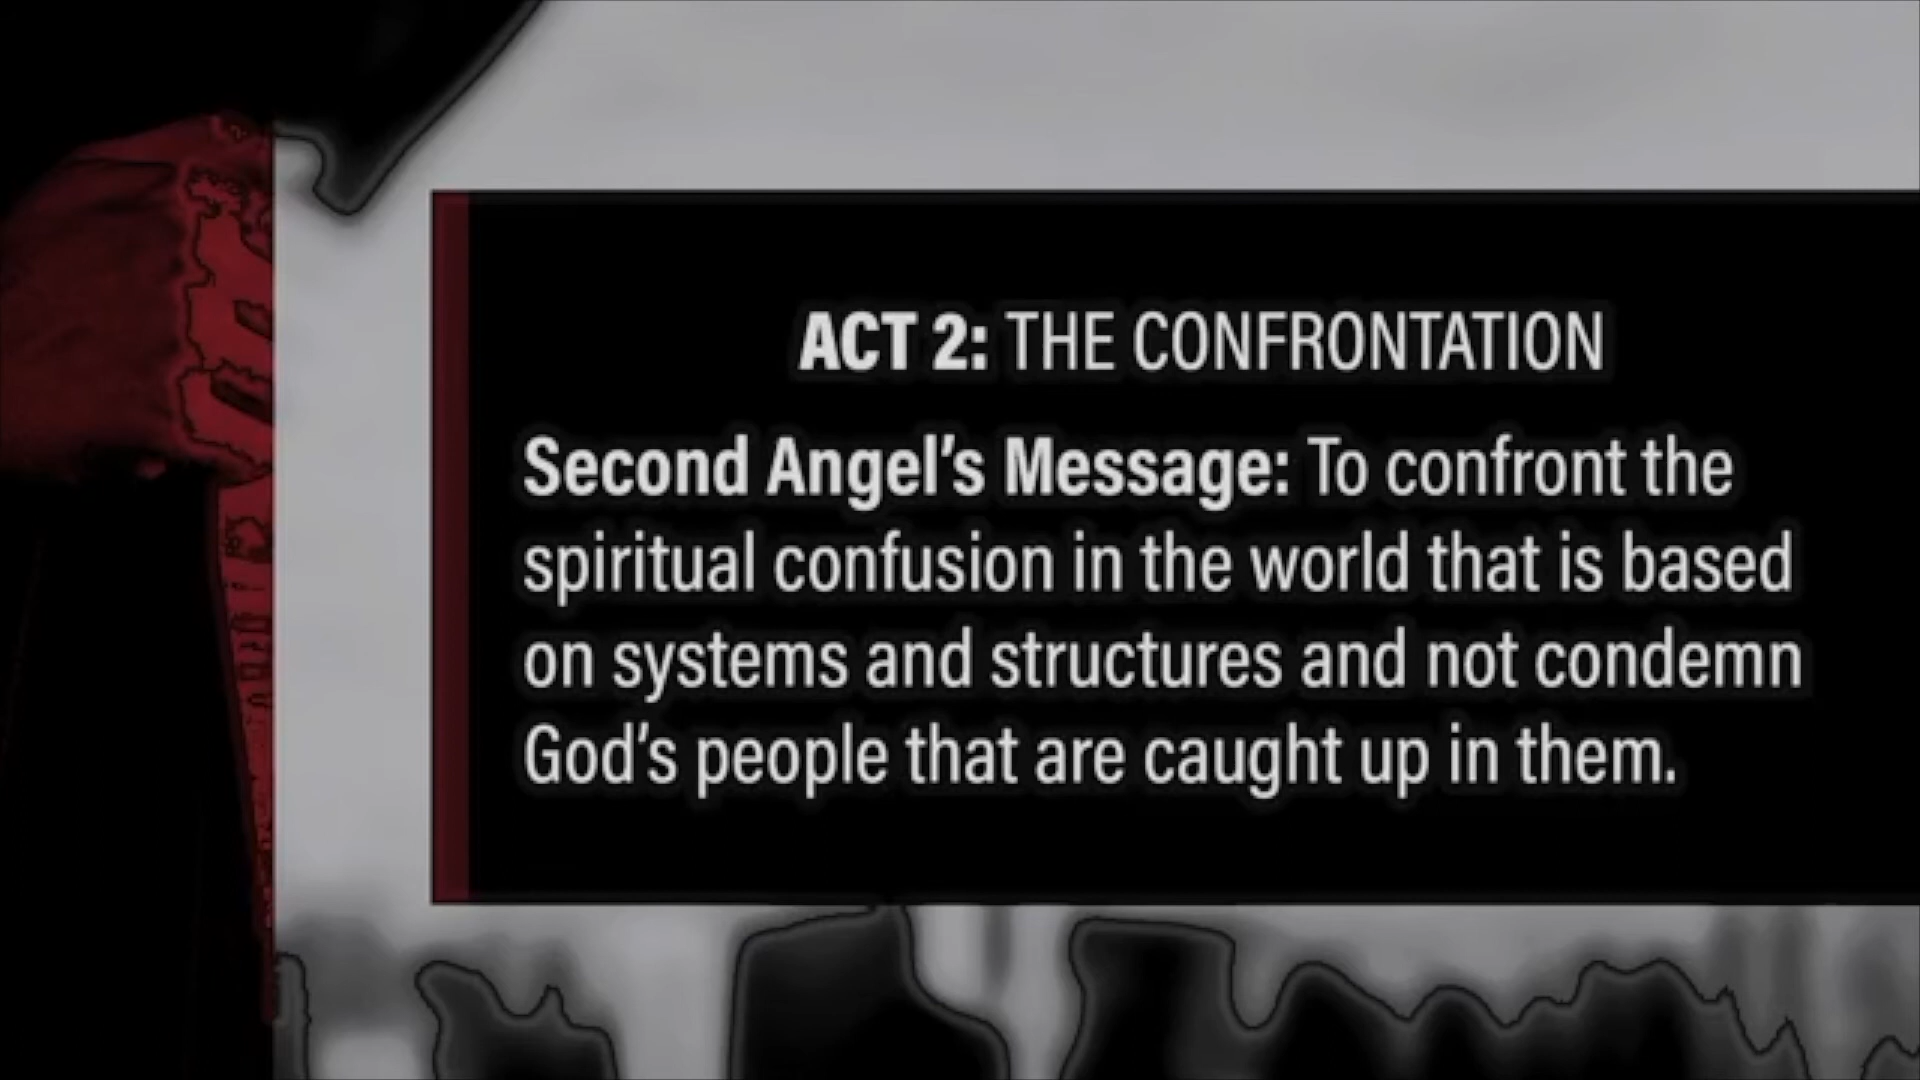 ACT 2: THE CONFRONTATION
Second Angel’s Message: To confront the
spiritual confusion in the world that is based
on systems and structures and not condemn
God’s people that are caught up in them.